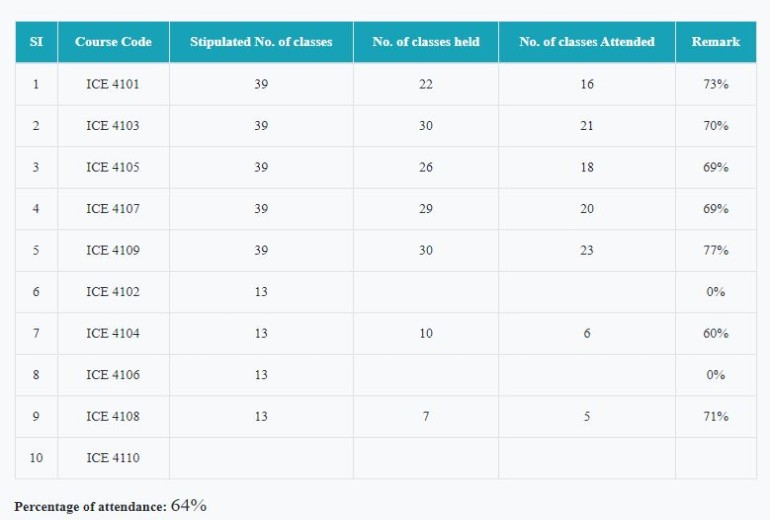 SI Course Code Stipulated No. of classes No. of classes held No. of classes Attended Remark
1 ICE 4101 39 22 16 73%
2 ICE 4103 39 30 21 70%
3 ICE 4105 39 26 18 69%
4 ICE 4107 39 29 20 69%
5 ICE 4109 39 30 23 77%
6 ICE 4102 13 0%
7 ICE 4104 13 10 6 60%
8 ICE 4106 13 0%
9 ICE 4108 13 7 5 71%
10 ICE 4110
Percentage of attendance: 64%